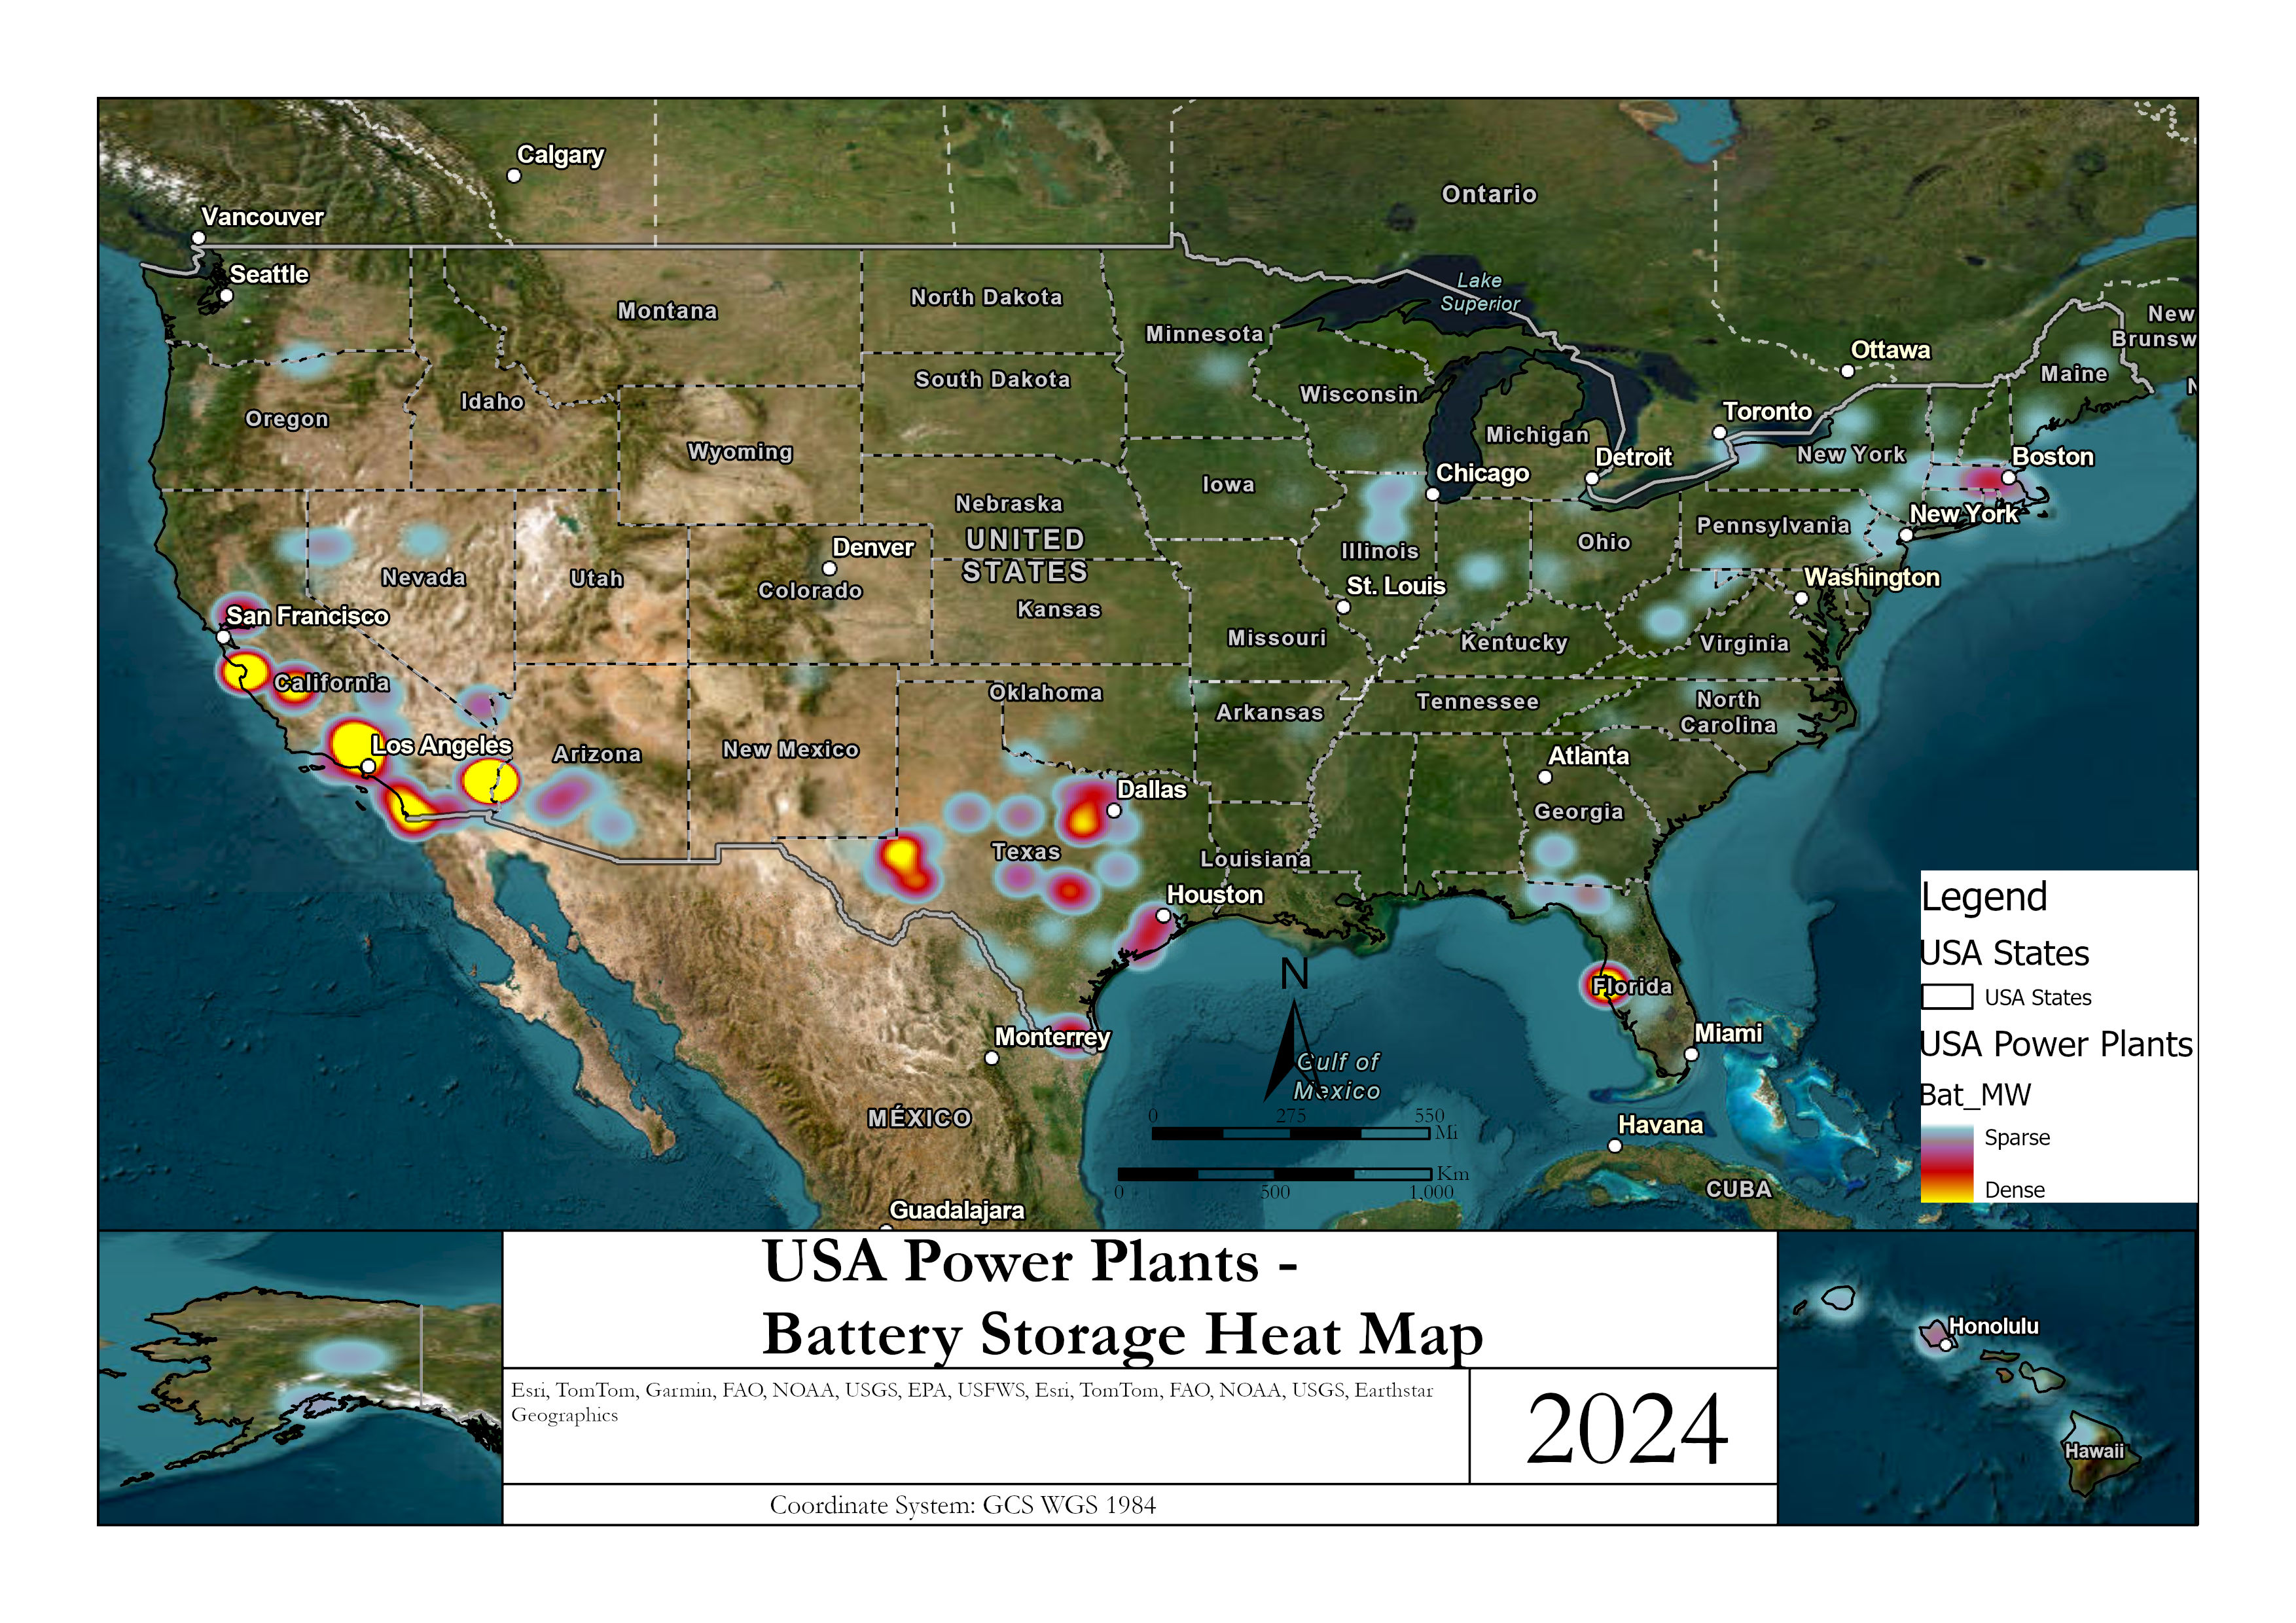 Calgary
Vancouver
Ontario
Seattle
Lake
Superior
Montana
North Dakota
Minnesota
New
Brunsw
Ottawa
Maine
South Dakota
Wisconsin
Idaho
Oregon
Toronto
Michigan
Wyoming
Detroit
New York
Boston
Chicago
Iowa
Nebraska
New York
Pennsylvania
UNITED
STATES
Denver
Illinois
Ohio
Nevada
Utah
Colorado
St. Louis
Washington
Kansas
San Francisco
Missouri
Kentucky
Virginia
California
Oklahoma
Arkansas
Tennessee
North
Carolina
Los Angeles
Arizona
New Mexico
Atlanta
Dallas
Georgia
Texas
Louisiana
Houston
N
Florida
Monterrey
Miami
Gulf of
Mexico
MÉXICO
0 275 550
Mi
Km
0 500 1,000
Havana
CUBA
Guadalajara
Legend
USA States
USA States
USA Power Plants
Bat_MW
Sparse
Dense
USA Power Plants -
Battery Storage Heat Map
Esri, TomTom, Garmin, FAO, NOAA, USGS, EPA, USFWS, Esri, TomTom, FAO, NOAA, USGS, Earthstar
Geographics
2024
Coordinate System: GCS WGS 1984
Honolulu
Hawaii